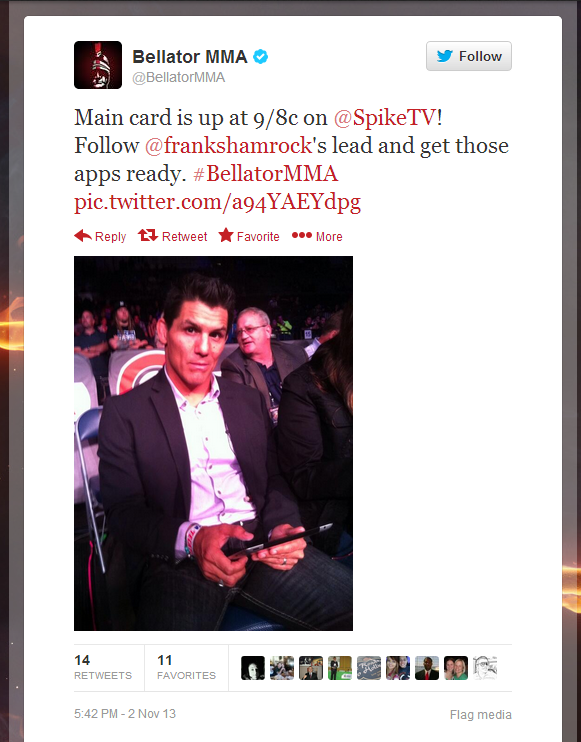 Bellator MMA
@BellatorMMA
Follow
Main card is up at 9/8c on @SpikeTV!
Follow @frankshamrock's lead and get those
apps ready. #BellatorMMA
pic.twitter.com/a94YAEYdpg
Reply Retweet Favorite More
14
RETWEETS
11
FAVORITES
5:42 PM - 2 Nov 13
Flag media